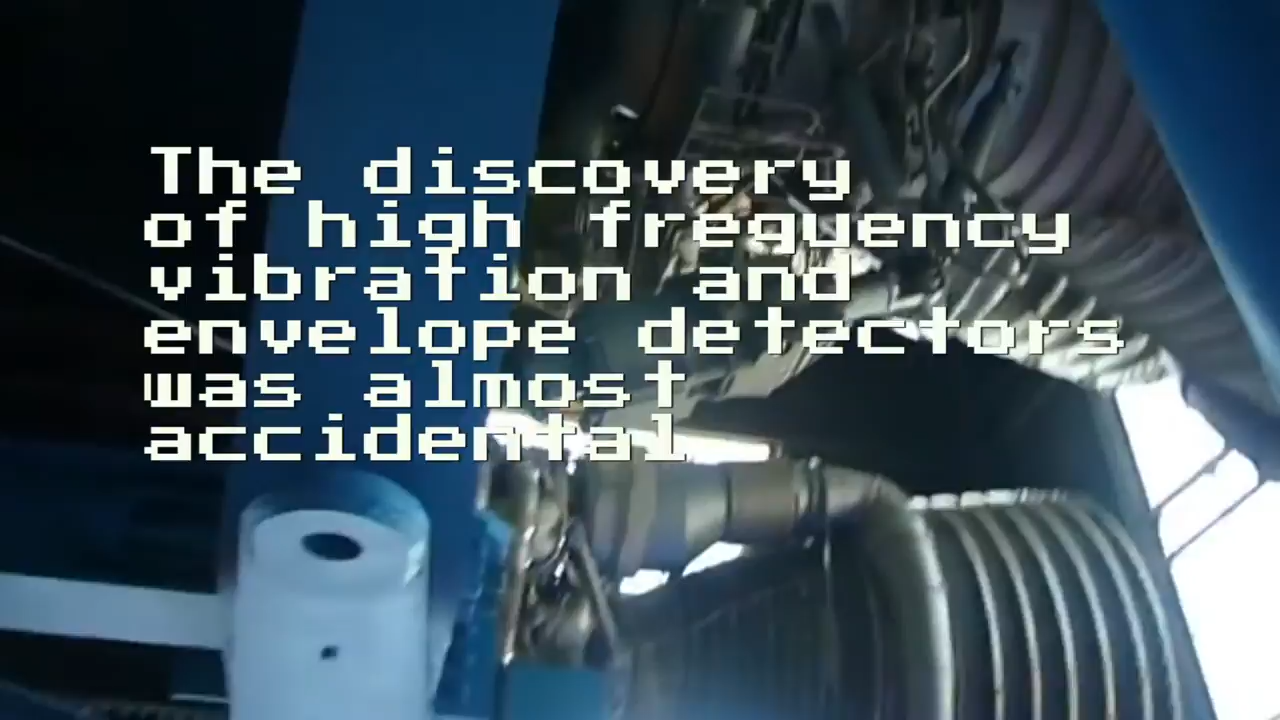 The discovery
of high frequency
vibration and
envelope detectors
was almost
accidental